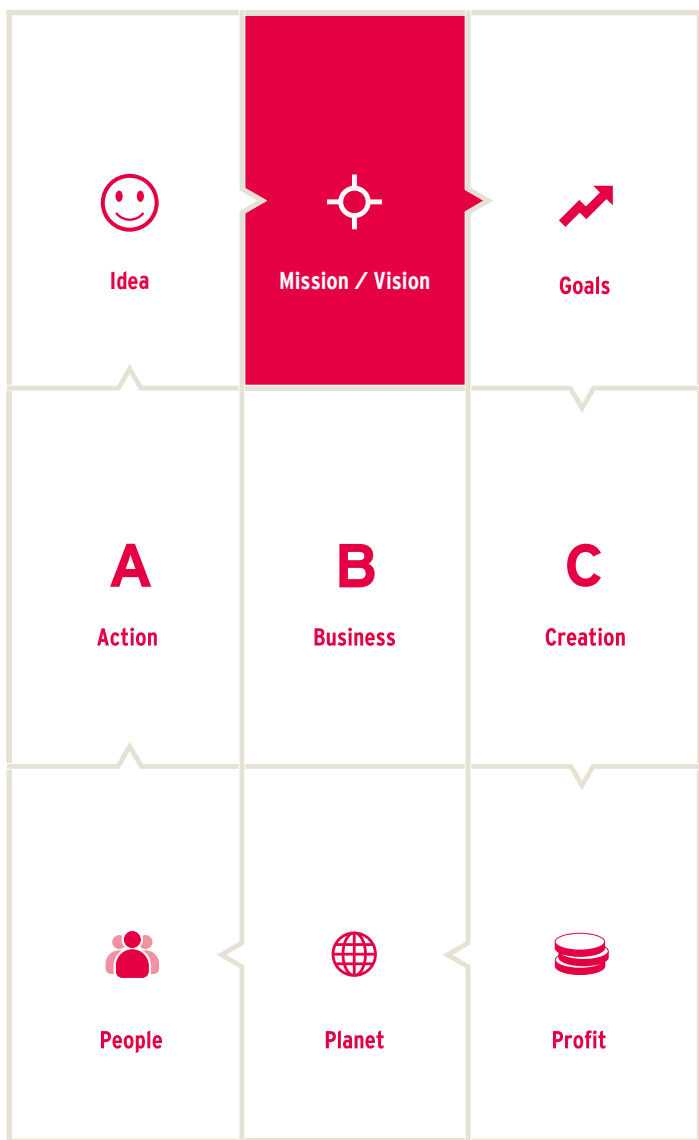 Idea
Mission / Vision
Goals
A
B
C
Action
Business
Creation
People
Planet
Profit